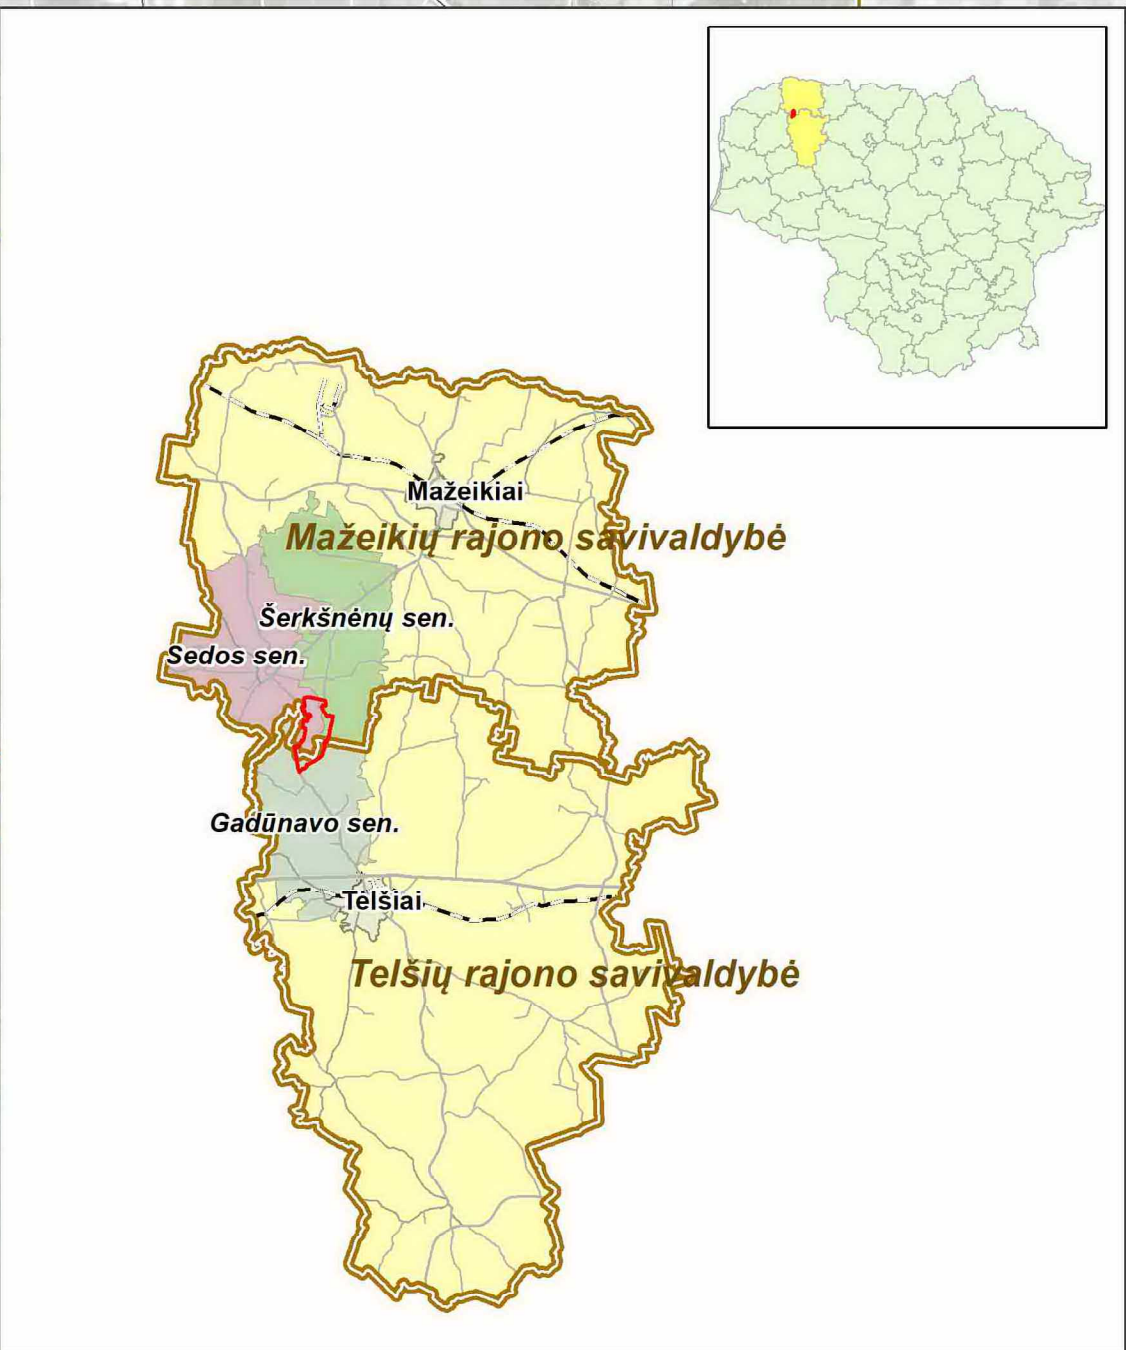 Mažeikiai
Mažeikių rajono savivaldybė
Šerkšnėnų sen.
Sedos sen.
Gadūnavo sen.
Telšiai
Telšių rajono savivaldybė